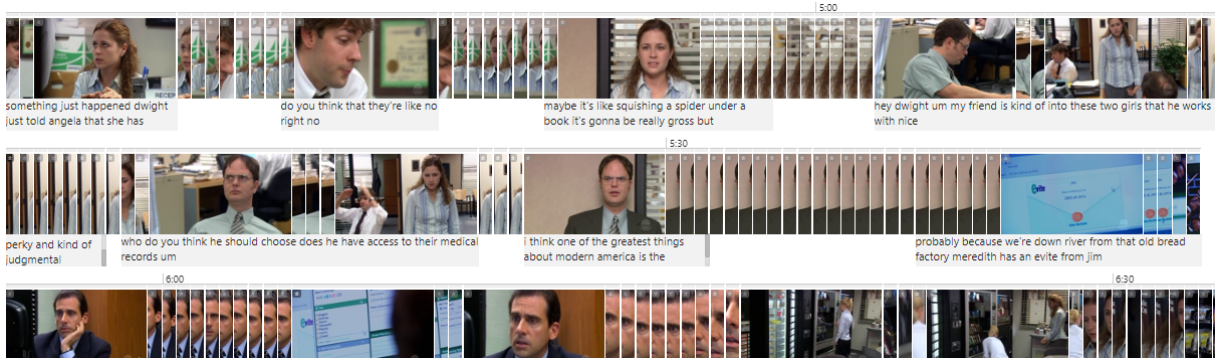 5:00
something just happened dwight
just told angela that she has
do you think that they're like no
right no
maybe it's like squishing a spider under a
book it's gonna be really gross but
hey dwight um my friend is kind of into these two girls that he works
with nice
5:30
evite
perky and kind of
judgmental
who do you think he should choose does he have access to their medical
records um
i think one of the greatest things
about modern america is the
probably because we're down river from that old bread
factory meredith has an evite from jim
6:00
6:30
evite